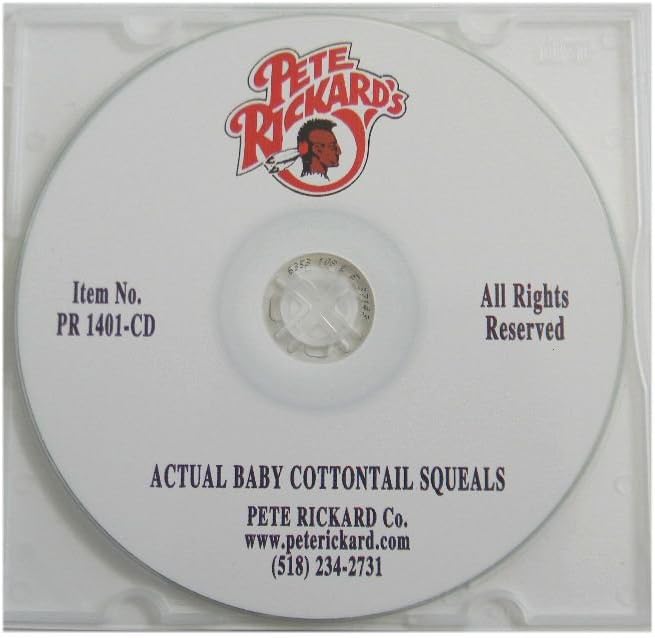 PETE
RICKARD'S
Item No.
PR 1401-CD
All Rights
Reserved
ACTUAL BABY COTTONTAIL SQUEALS
PETE RICKARD Co.
www.peterickard.com
(518) 234-2731